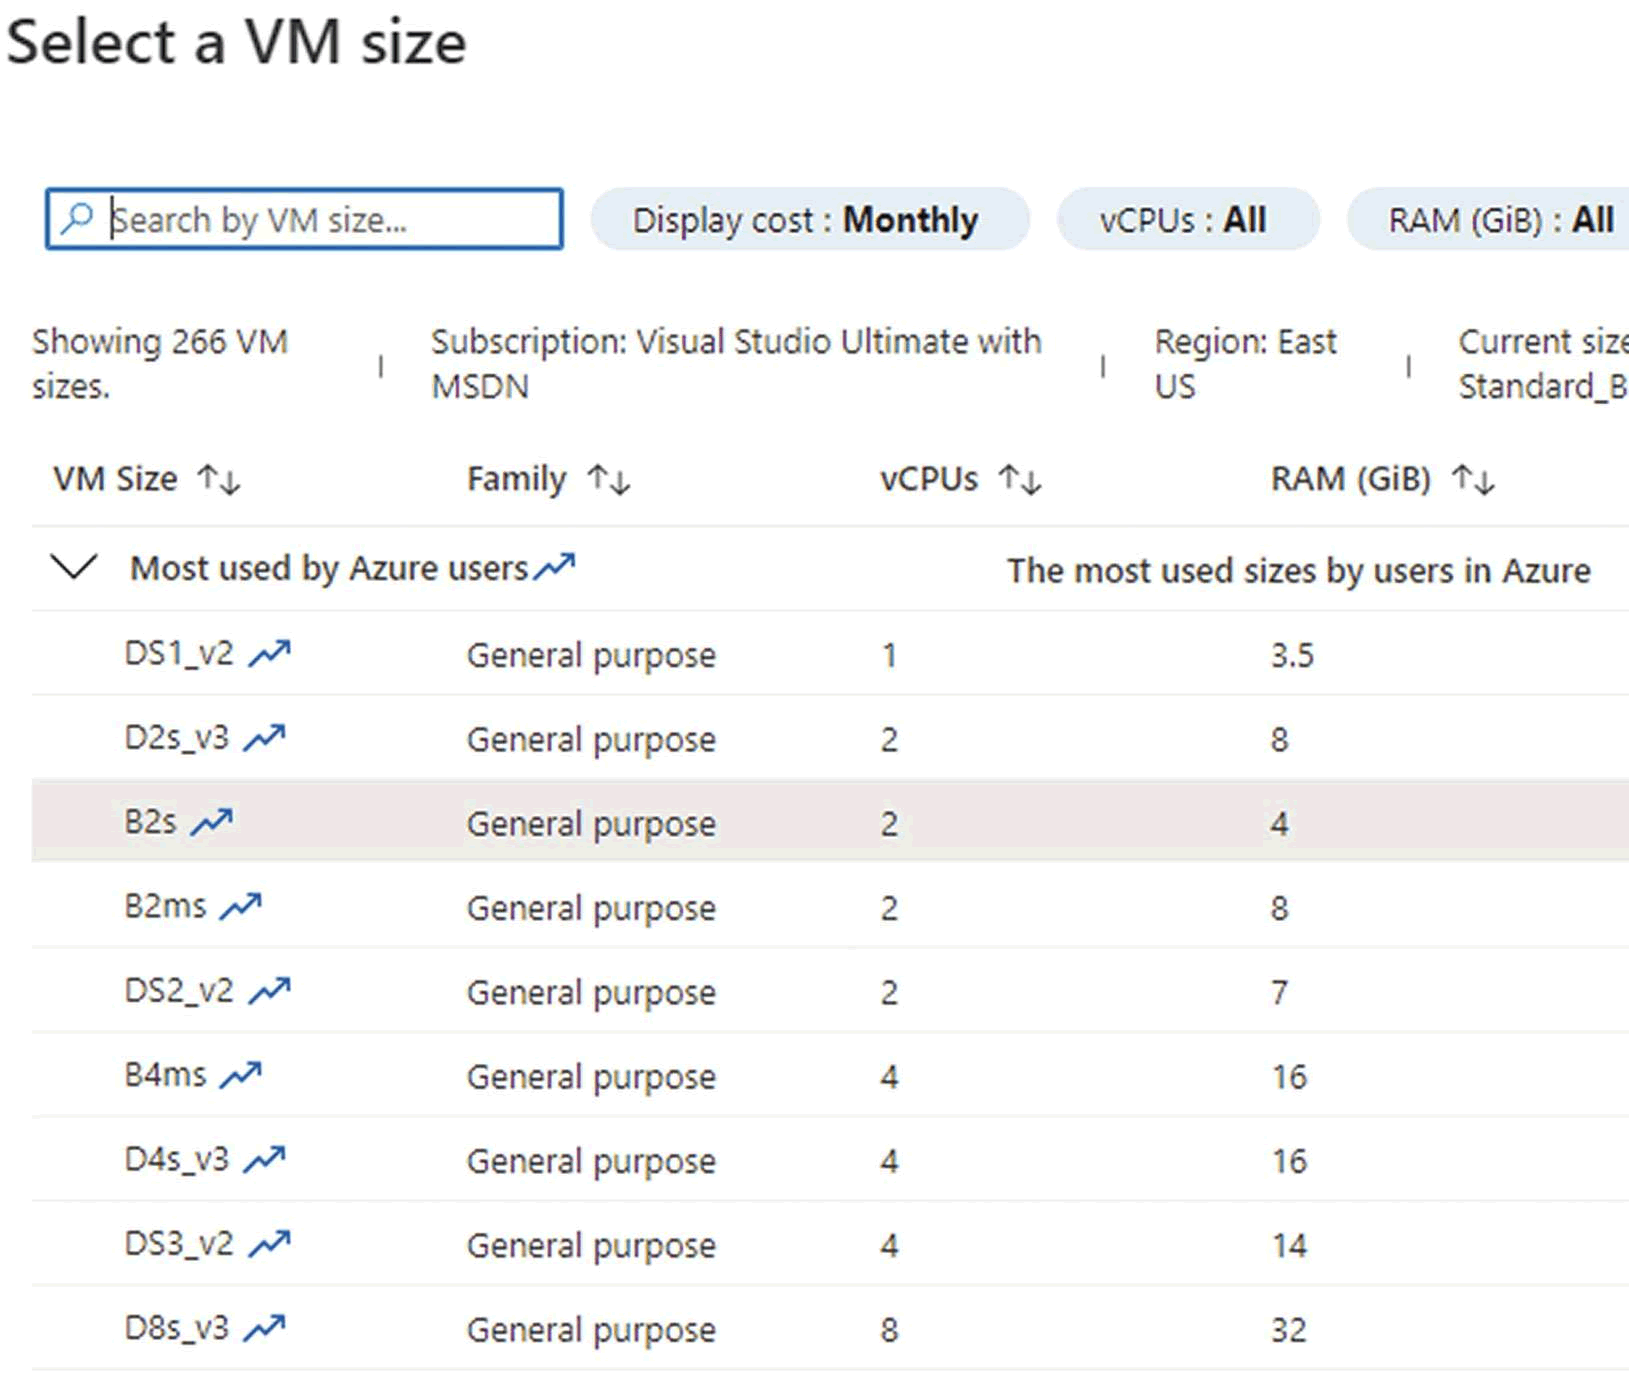 Select a VM size
Search by VM size...
Display cost : Monthly
vCPUs : All
RAM (GiB) : All
Showing 266 VM
sizes.
Subscription: Visual Studio Ultimate with
MSDN
Region: East
US
Current size
Standard_B
VM Size ↑↓ Family ↑↓ vCPUs ↑↓ RAM (GiB) ↑↓
Most used by Azure users The most used sizes by users in Azure
DS1_v2 General purpose 1 3.5
D2s_v3 General purpose 2 8
B2s General purpose 2 4
B2ms General purpose 2 8
DS2_v2 General purpose 2 7
B4ms General purpose 4 16
D4s_v3 General purpose 4 16
DS3_v2 General purpose 4 14
D8s_v3 General purpose 8 32